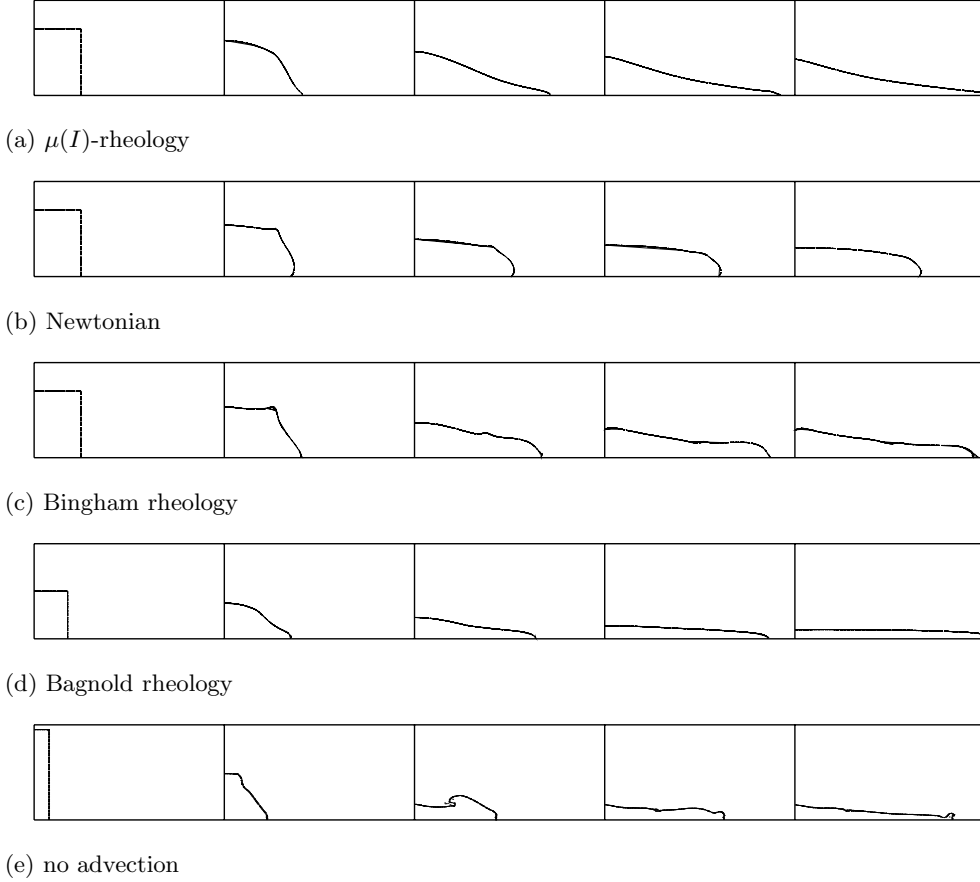 (a) μ(I)-rheology
(b) Newtonian
(c) Bingham rheology
(d) Bagnold rheology
(e) no advection